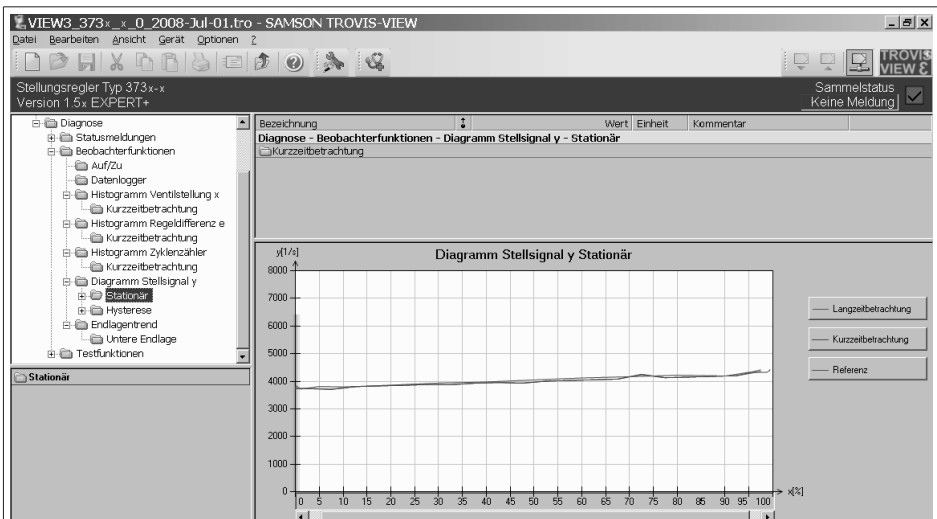 VIEW3_373x_x_0_2008-Jul-01.tro - SAMSON TROVIS-VIEW
Datei Bearbeiten Ansicht Gerät Optionen ?
TROVIS
VIEW 3
Stellungsregler Typ 373x-x
Version 1.5x EXPERT+
Sammelstatus
Keine Meldung
Diagnose
Statusmeldungen
Beobachterfunktionen
Auf/Zu
Datenlogger
Histogramm Ventilstellung x
Kurzzeitbetrachtung
Histogramm Regeldifferenz e
Kurzzeitbetrachtung
Histogramm Zyklenzähler
Kurzzeitbetrachtung
Diagramm Stellsignal y
Stationär
Hysterese
Endlagentrend
Untere Endlage
Testfunktionen
Stationär
Bezeichnung Wert Einheit Kommentar
Diagnose - Beobachterfunktionen - Diagramm Stellsignal y - Stationär
Kurzzeitbetrachtung
y[1/s]
Diagramm Stellsignal y Stationär
8000
7000
6000
5000
4000
3000
2000
1000
0
0 5 10 15 20 25 30 35 40 45 50 55 60 65 70 75 80 85 90 95 100
x[%]
Langzeitbetrachtung
Kurzzeitbetrachtung
Referenz